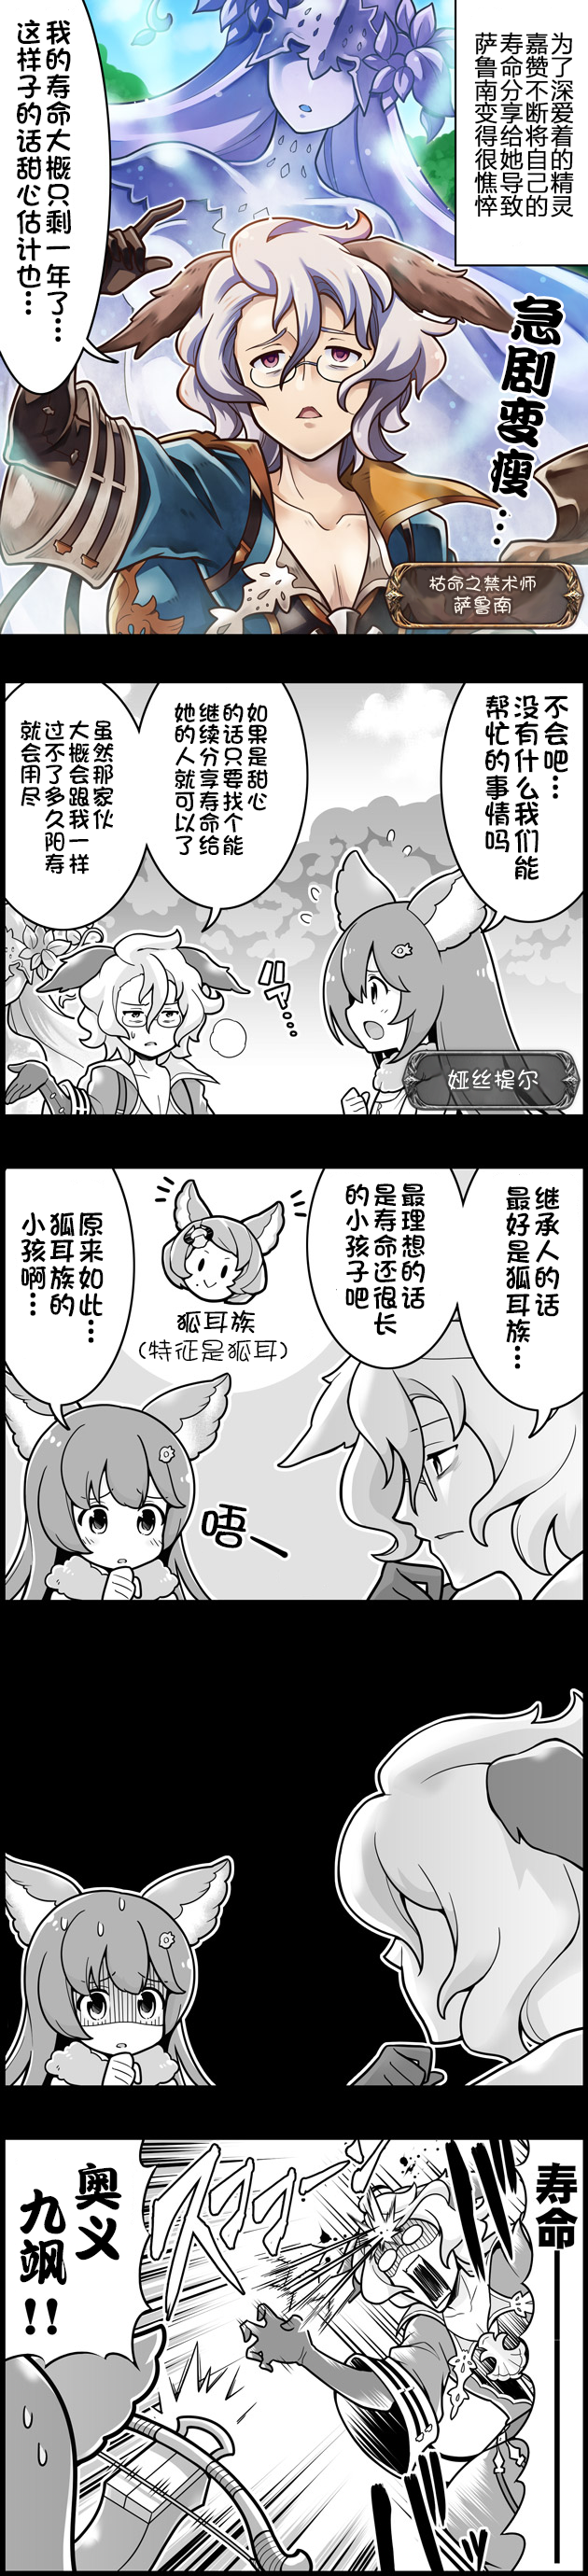 为了深爱着的精灵
嘉赞不断将自己的
寿命分享给她导致
萨鲁南变得很憔悴
我的寿命大概只剩一年了…
这样子的话甜心估计也…
急剧变瘦…
枯命之禁术师
萨鲁南
不会吧…
没有什么我们能
帮忙的事情吗
如果是甜心
的话只要找个能
继续分享寿命给
她的人就可以了
虽然那家伙
大概会跟我一样
过不了多久阳寿
就会用尽
ハァ…
娅丝提尔
继承人的话
最好是狐耳族…
最理想的话
是寿命还很长
的小孩子吧
狐耳族
(特征是狐耳)
原来如此…
狐耳族的
小孩啊…
唔一
寿命——
奥义
九飒!!